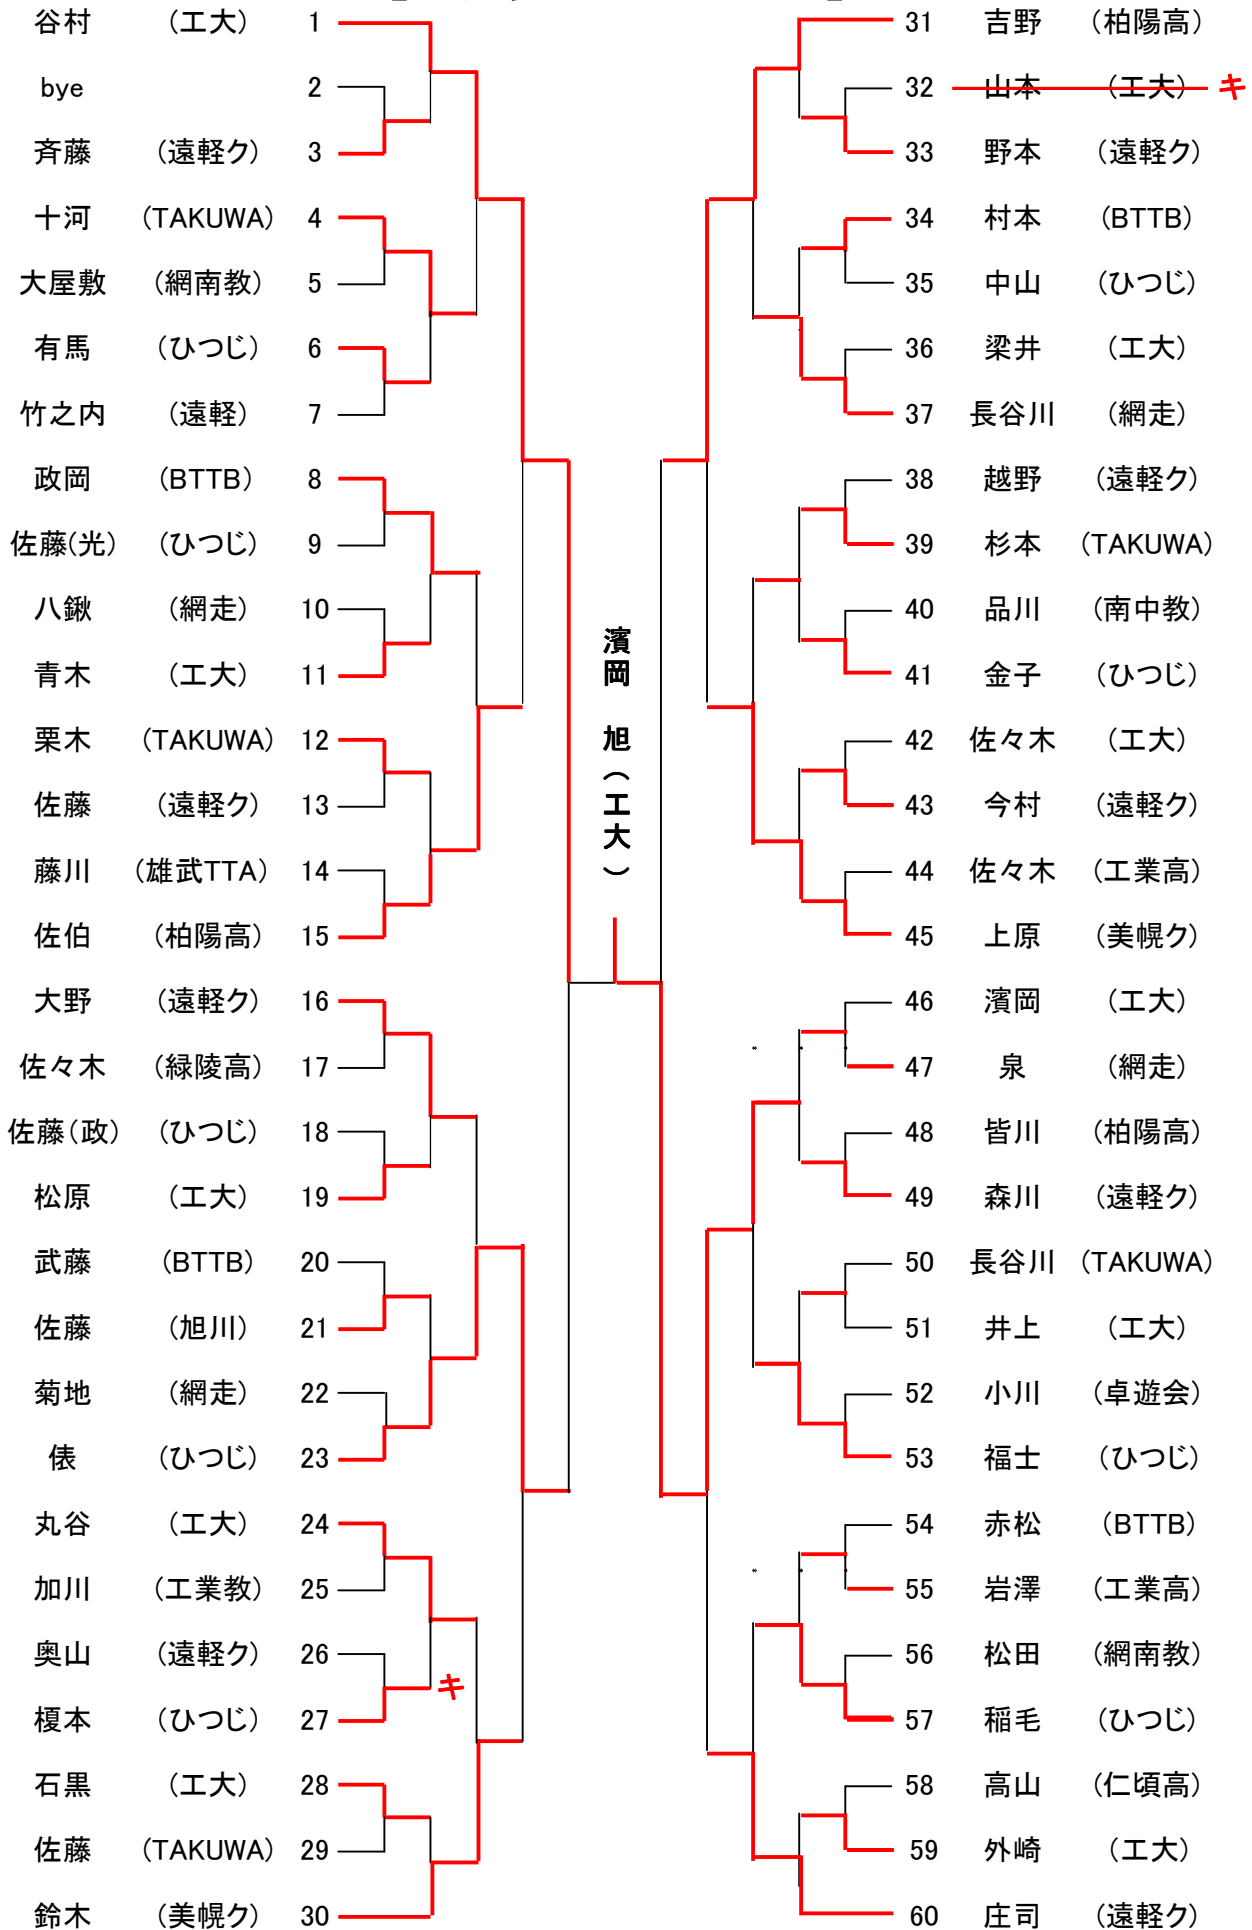 谷村 (工大) 1
bye 2
斉藤 (遠軽ク) 3
十河 (TAKUWA) 4
大屋敷 (網南教) 5
有馬 (ひつじ) 6
竹之内 (遠軽) 7
政岡 (BTTB) 8
佐藤(光) (ひつじ) 9
八鍬 (網走) 10
青木 (工大) 11
栗木 (TAKUWA) 12
佐藤 (遠軽ク) 13
藤川 (雄武TTA) 14
佐伯 (柏陽高) 15
大野 (遠軽ク) 16
佐々木 (緑陵高) 17
佐藤(政) (ひつじ) 18
松原 (工大) 19
武藤 (BTTB) 20
佐藤 (旭川) 21
菊地 (網走) 22
俵 (ひつじ) 23
丸谷 (工大) 24
加川 (工業教) 25
奥山 (遠軽ク) 26
キ
榎本 (ひつじ) 27
石黒 (工大) 28
佐藤 (TAKUWA) 29
鈴木 (美幌ク) 30
濱岡 旭(工大)
31 吉野 (柏陽高)
32 山本 (工大) キ
33 野本 (遠軽ク)
34 村本 (BTTB)
35 中山 (ひつじ)
36 梁井 (工大)
37 長谷川 (網走)
38 越野 (遠軽ク)
39 杉本 (TAKUWA)
40 品川 (南中教)
41 金子 (ひつじ)
42 佐々木 (工大)
43 今村 (遠軽ク)
44 佐々木 (工業高)
45 上原 (美幌ク)
46 濱岡 (工大)
47 泉 (網走)
48 皆川 (柏陽高)
49 森川 (遠軽ク)
50 長谷川 (TAKUWA)
51 井上 (工大)
52 小川 (卓遊会)
53 福士 (ひつじ)
54 赤松 (BTTB)
55 岩澤 (工業高)
56 松田 (網南教)
57 稲毛 (ひつじ)
58 高山 (仁頃高)
59 外崎 (工大)
60 庄司 (遠軽ク)